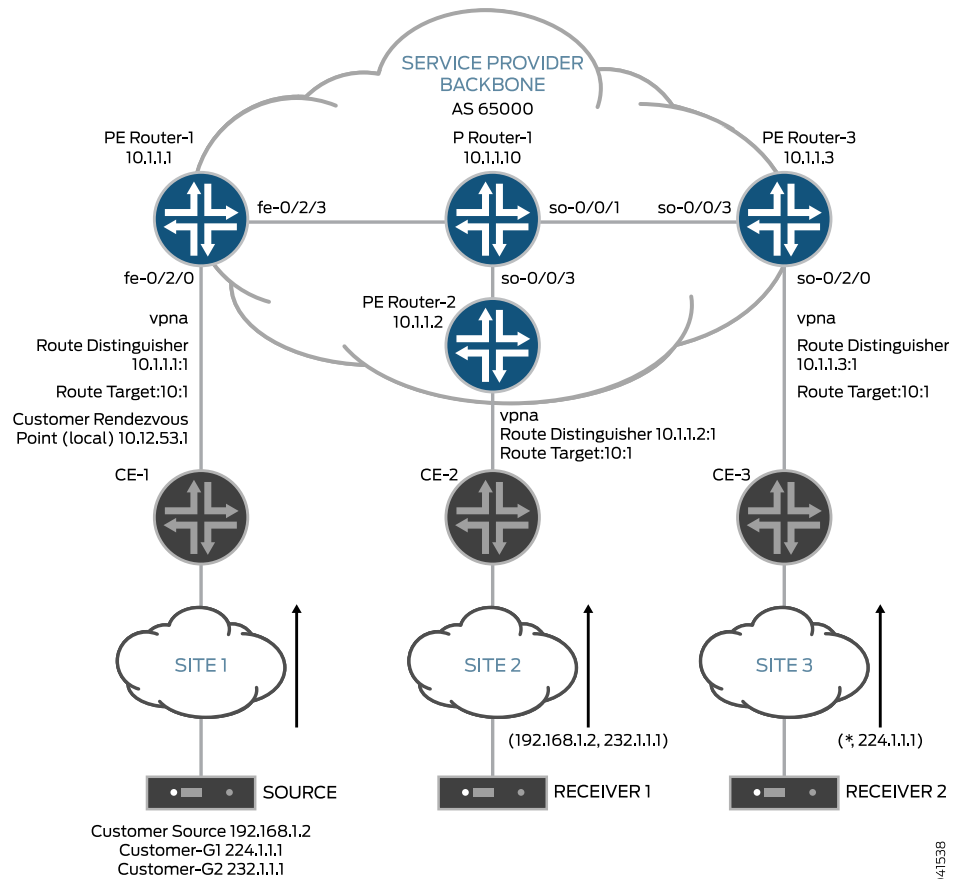 SERVICE PROVIDER
BACKBONE
AS 65000
PE Router-1
10.1.1.1
P Router-1
10.1.1.10
PE Router-3
10.1.1.3
fe-0/2/3
so-0/0/1
so-0/0/3
fe-0/2/0
so-0/0/3
so-0/2/0
PE Router-2
10.1.1.2
vpna
Route Distinguisher
10.1.1.1:1
Route Target:10:1
Customer Rendezvous
Point (local) 10.12.53.1
vpna
Route Distinguisher
10.1.1.3:1
Route Target:10:1
vpna
Route Distinguisher 10.1.1.2:1
Route Target:10:1
CE-1
CE-2
CE-3
SITE 1
SITE 2
SITE 3
(192.168.1.2, 232.1.1.1)
(*, 224.1.1.1)
SOURCE
RECEIVER 1
RECEIVER 2
Customer Source 192.168.1.2
Customer-G1 224.1.1.1
Customer-G2 232.1.1.1